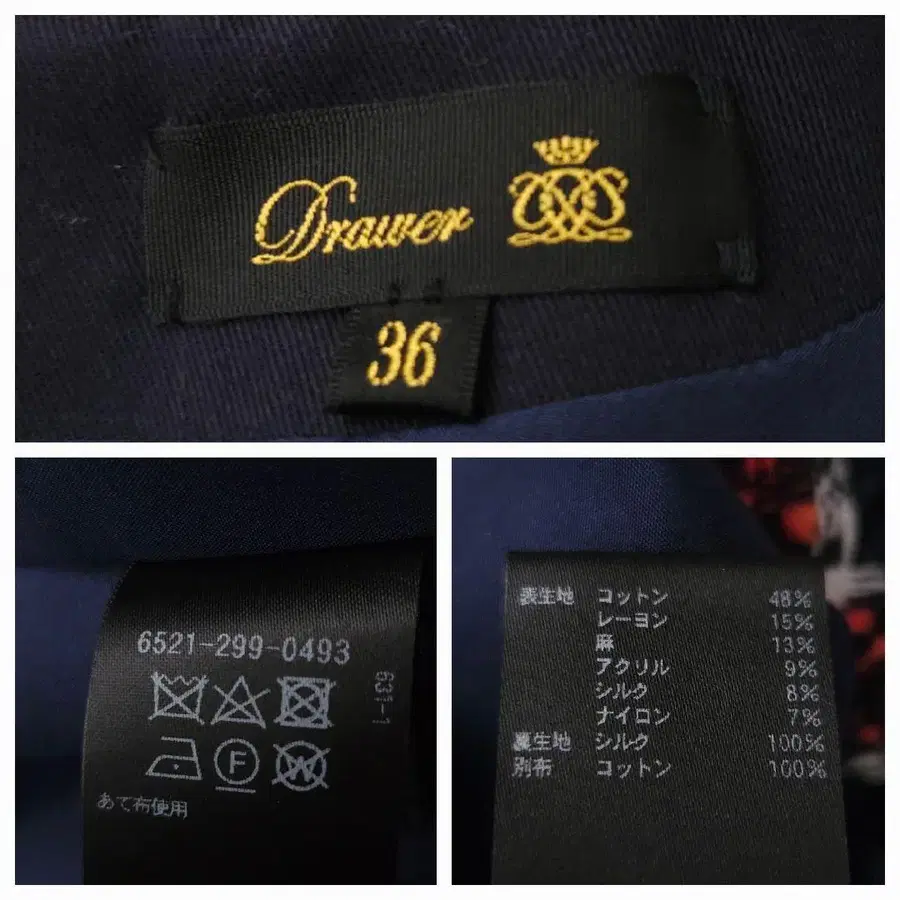 Drawer
36
6521-299-0493
631-1
F
W
あて布使用
表生地 コットン 48%
レーヨン 15%
麻 13%
アクリル 9%
シルク 8%
ナイロン 7%
裏生地 シルク 100%
別布 コットン 100%